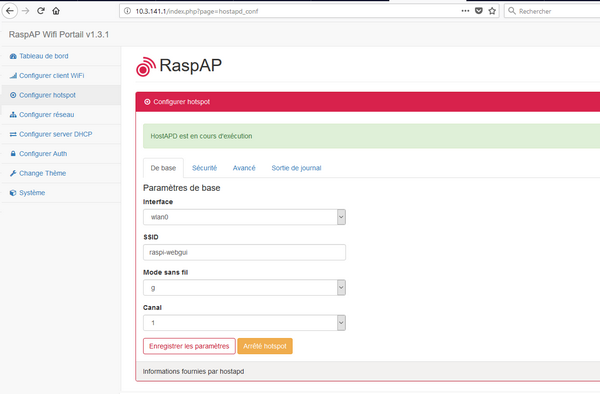 10.3.141.1/index.php?page=hostapd_conf
Rechercher
RaspAP Wifi Portail v1.3.1
Tableau de bord
Configurer client WiFi
Configurer hotspot
Configurer réseau
Configurer server DHCP
Configurer Auth
Change Thème
Système
RaspAP
Configurer hotspot
HostAPD est en cours d'exécution
De base Sécurité Avancé Sortie de journal
Paramètres de base
Interface
wlan0
SSID
raspi-webgui
Mode sans fil
g
Canal
1
Enregistrer les paramètres Arrêté hotspot
Informations fournies par hostapd